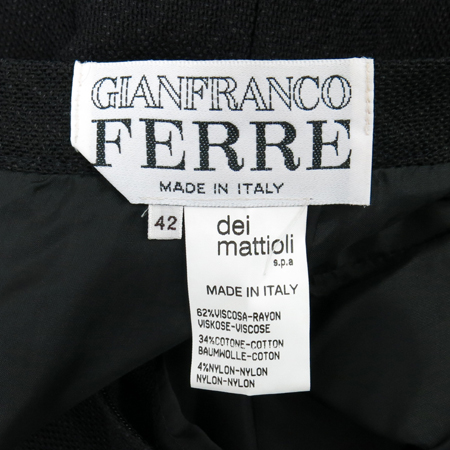 GIANFRANCO
FERRE
MADE IN ITALY
42
dei
mattioli
s.p.a
MADE IN ITALY
62%VISCOSA-RAYON
VISKOSE-VISCOSE
34%COTONE-COTTON
BAUMWOLLE-COTON
4%NYLON-NYLON
NYLON-NYLON